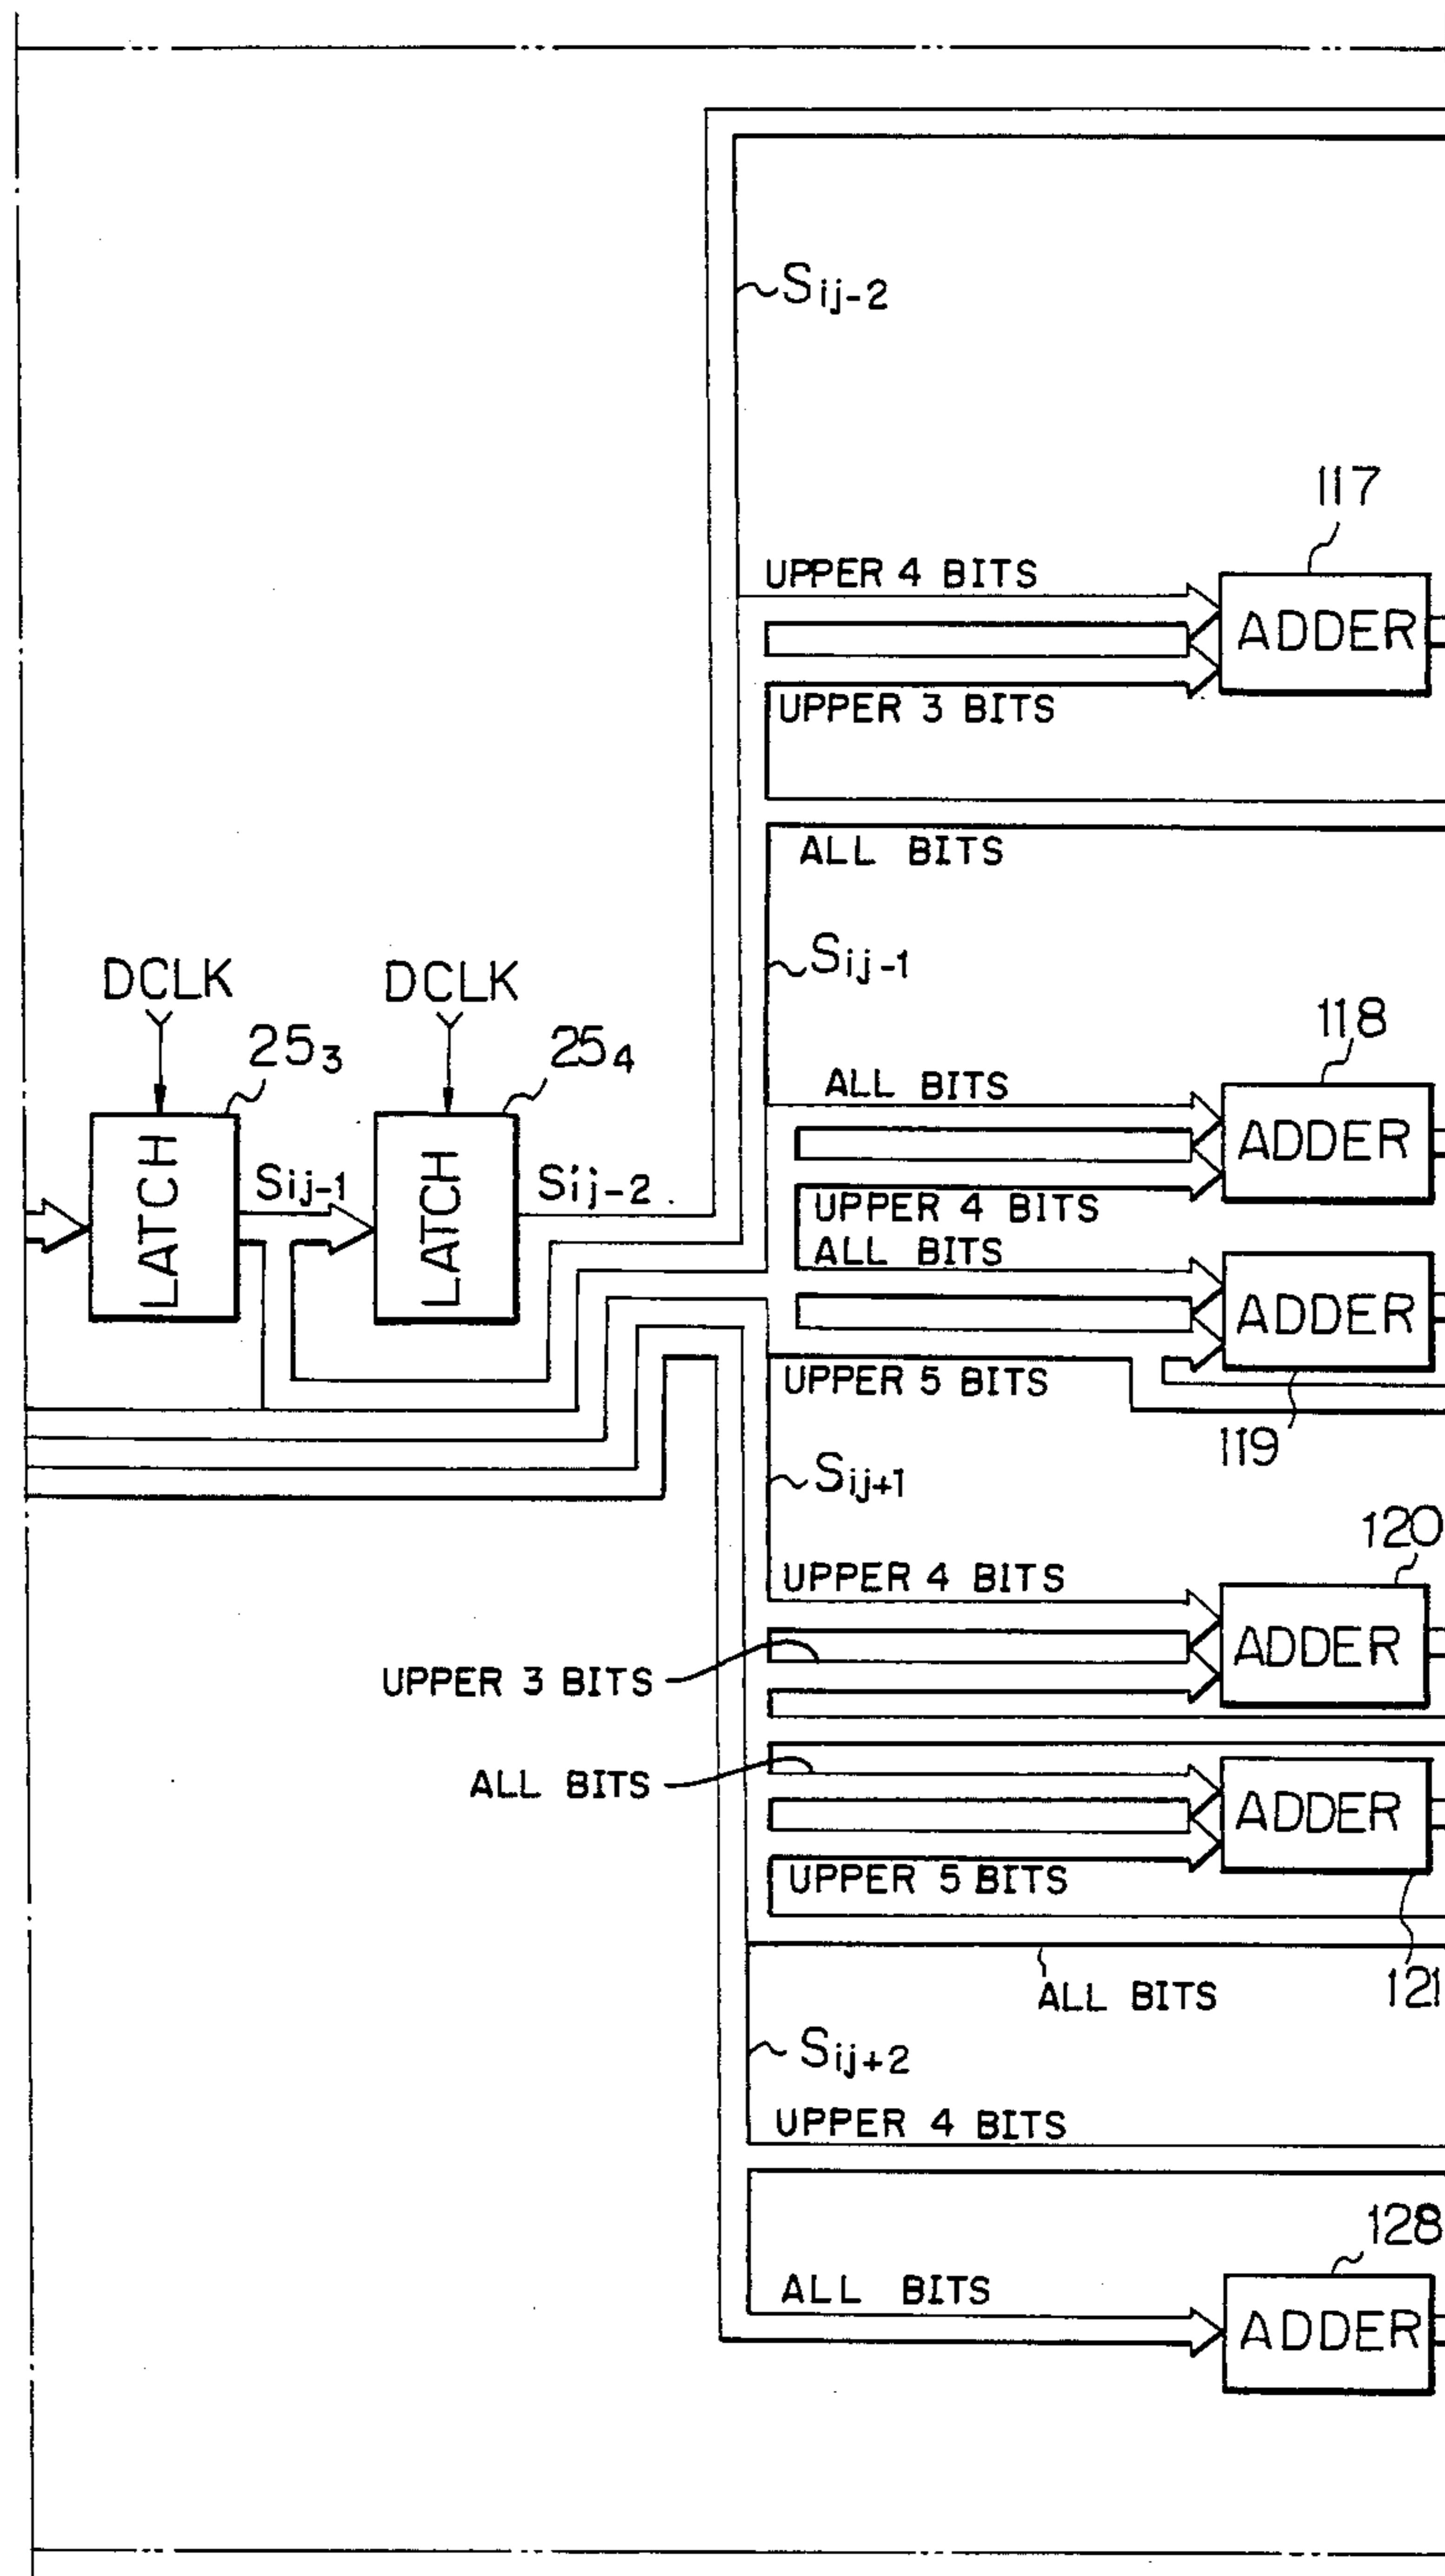 Sij-2
117
UPPER 4 BITS
ADDER
UPPER 3 BITS
ALL BITS
Sij-1
DCLK
DCLK
25₃
25₄
118
ALL BITS
LATCH
Sij-1
LATCH
Sij-2
ADDER
UPPER 4 BITS
ALL BITS
ADDER
UPPER 5 BITS
119
Sij+1
120
UPPER 4 BITS
ADDER
UPPER 3 BITS
ALL BITS
ADDER
UPPER 5 BITS
121
ALL BITS
Sij+2
UPPER 4 BITS
128
ALL BITS
ADDER